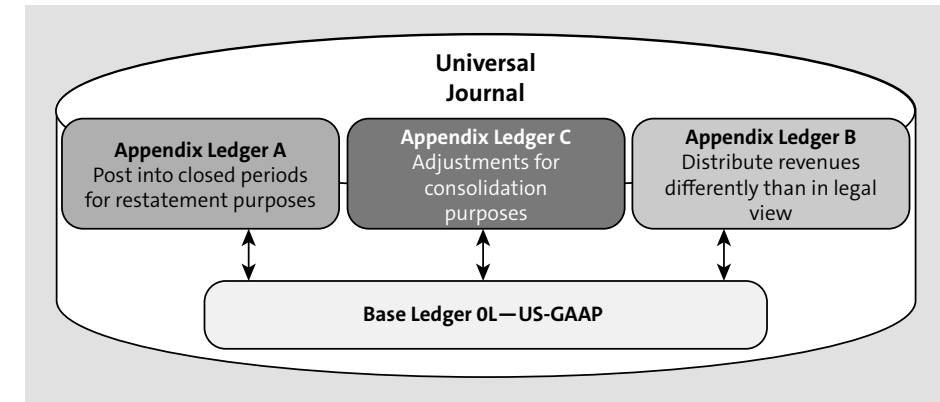 Universal
Journal
Appendix Ledger A
Post into closed periods
for restatement purposes
Appendix Ledger C
Adjustments for
consolidation
purposes
Appendix Ledger B
Distribute revenues
differently than in legal
view
Base Ledger 0L—US-GAAP